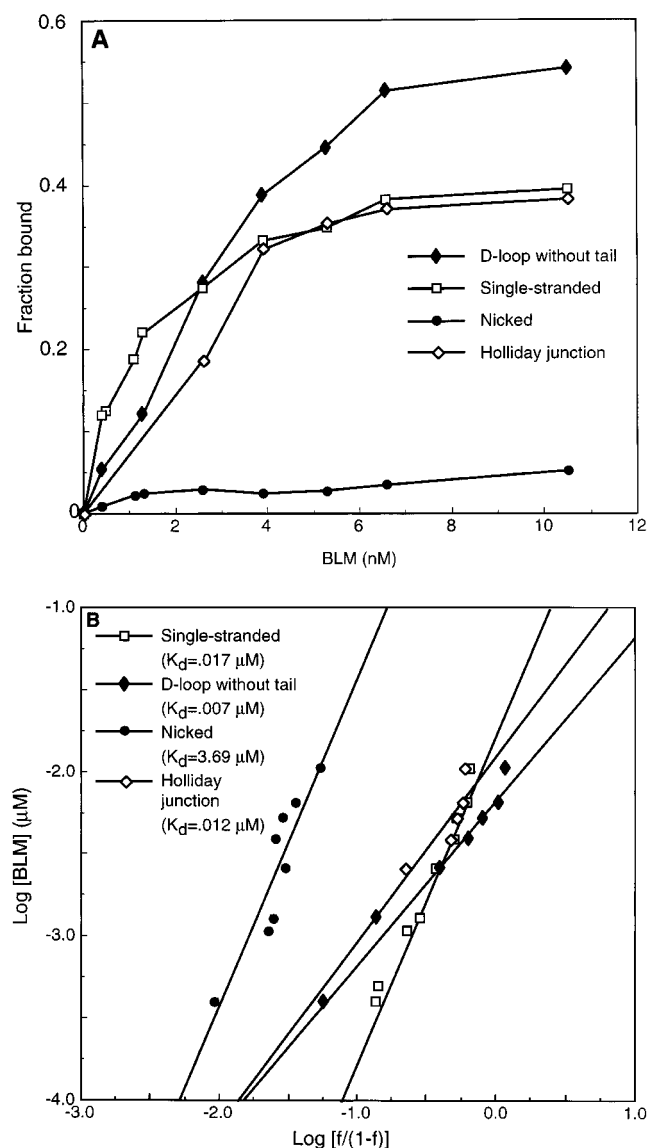 A
0.6
0.4
0.2
0
Fraction bound
D-loop without tail
Single-stranded
Nicked
Holliday junction
0 2 4 6 8 10 12
BLM (nM)
B
-1.0
-2.0
-3.0
-4.0
Log [BLM] (μM)
Single-stranded
(Kd=.017 μM)
D-loop without tail
(Kd=.007 μM)
Nicked
(Kd=3.69 μM)
Holliday
junction
(Kd=.012 μM)
-3.0 -2.0 -1.0 0.0 1.0
Log [f/(1-f)]